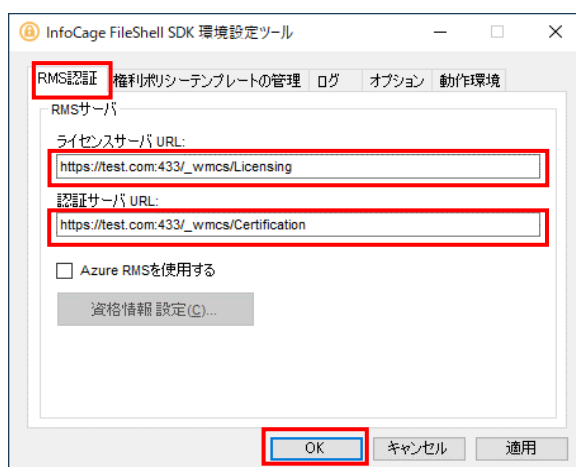 InfoCage FileShell SDK 環境設定ツール
RMS認証 権利ポリシーテンプレートの管理 ログ オプション 動作環境
RMSサーバ
ライセンスサーバ URL:
https://test.com:433/_wmcs/Licensing
認証サーバ URL:
https://test.com:433/_wmcs/Certification
Azure RMSを使用する
資格情報 設定(C)...
OK キャンセル 適用